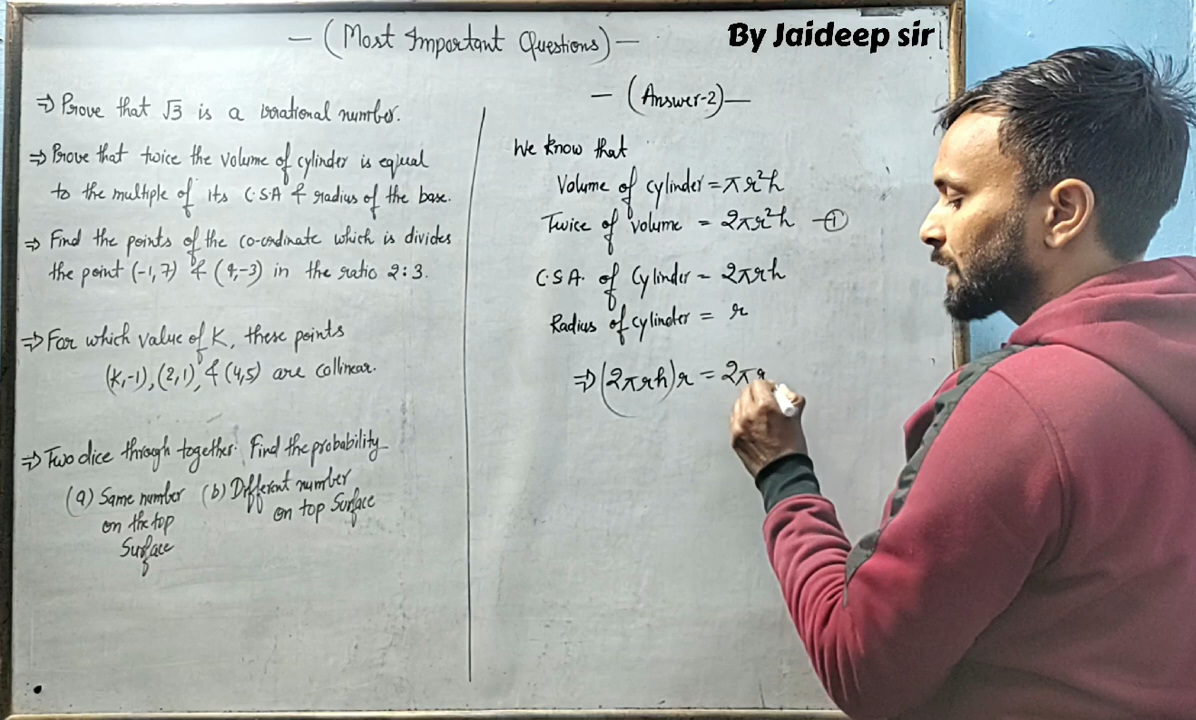 — (Most Important Questions) —
By Jaideep sir
⇒ Prove that √3 is a irrational number.
⇒ Prove that twice the volume of cylinder is equal
to the multiple of its C.S.A & radius of the base.
⇒ Find the points of the co-ordinate which is divides
the point (-1,7) & (4,-3) in the ratio 2:3.
⇒ For which value of K, these points
(K,-1), (2,1) & (4,5) are collinear.
⇒ Two dice through together. Find the probability
(a) Same number
on the top
Surface
(b) Different number
on top Surface
— (Answer-2) —
We know that
Volume of cylinder = πr²h
Twice of volume = 2πr²h —①
C.S.A. of Cylinder = 2πrh
Radius of cylinder = r
⇒ (2πrh)r = 2πr